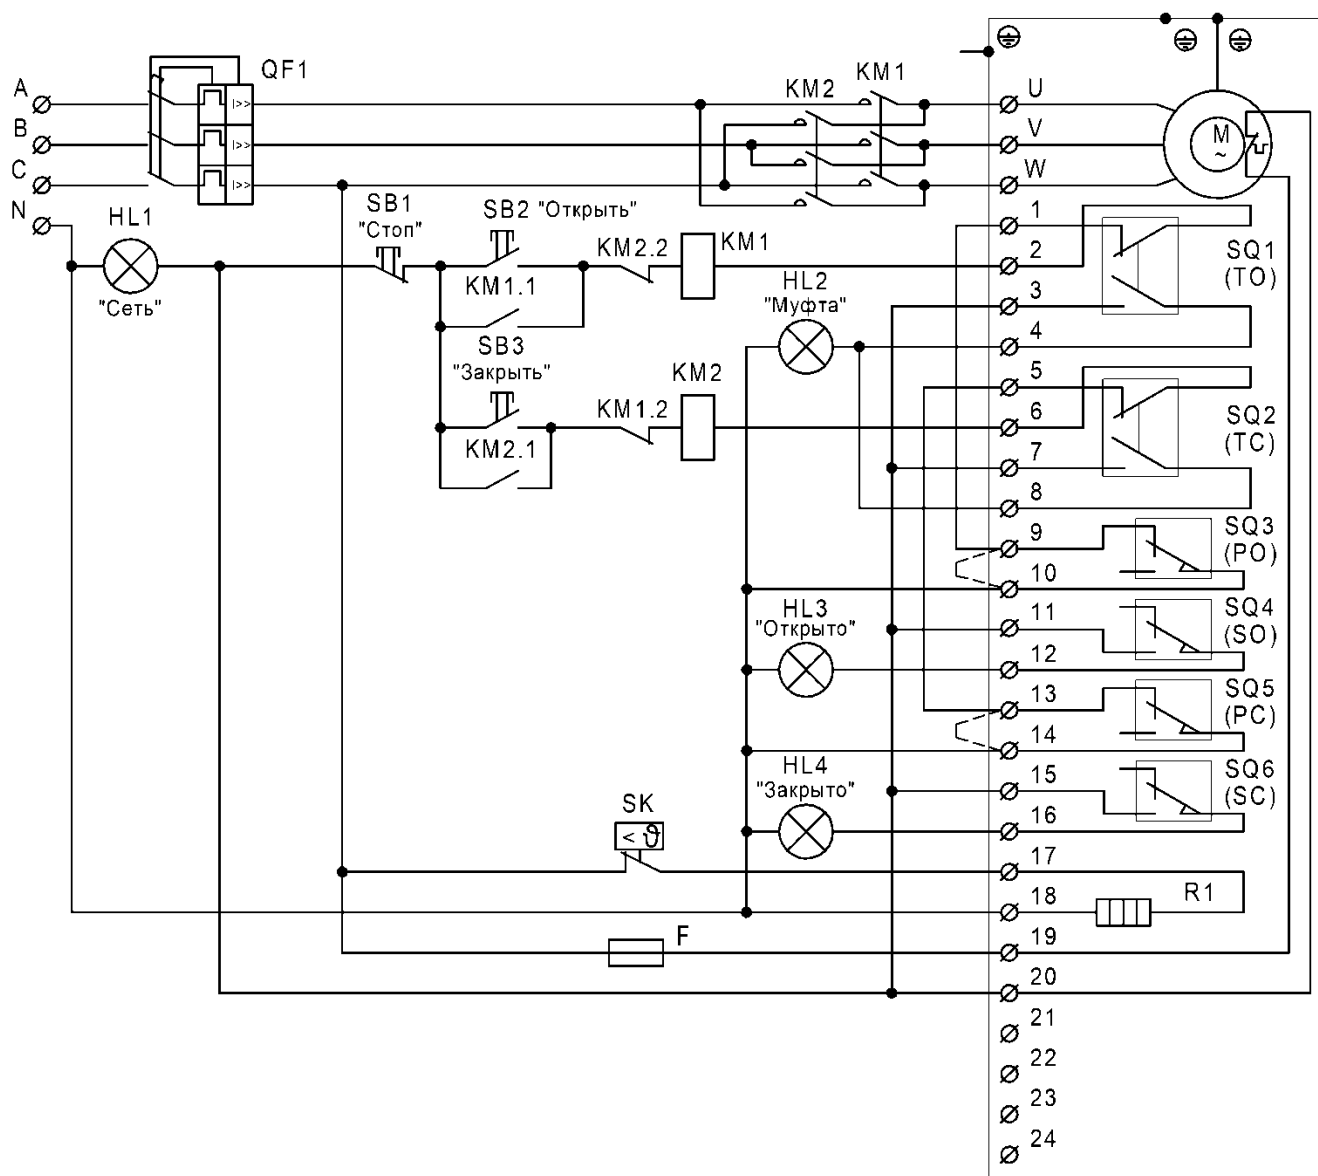 QF1
KM1
KM2
A
B
C
N
U
V
W
M
~
I>>
I>>
I>>
HL1
"Сеть"
SB1
"Стоп"
SB2 "Открыть"
KM1.1
KM2.2
KM1
SB3
"Закрыть"
KM2.1
KM1.2
KM2
HL2
"Муфта"
HL3
"Открыто"
HL4
"Закрыто"
SK
< ϑ
F
1
2
3
4
5
6
7
8
9
10
11
12
13
14
15
16
17
18
19
20
21
22
23
24
SQ1
(TO)
SQ2
(TC)
SQ3
(PO)
SQ4
(SO)
SQ5
(PC)
SQ6
(SC)
R1